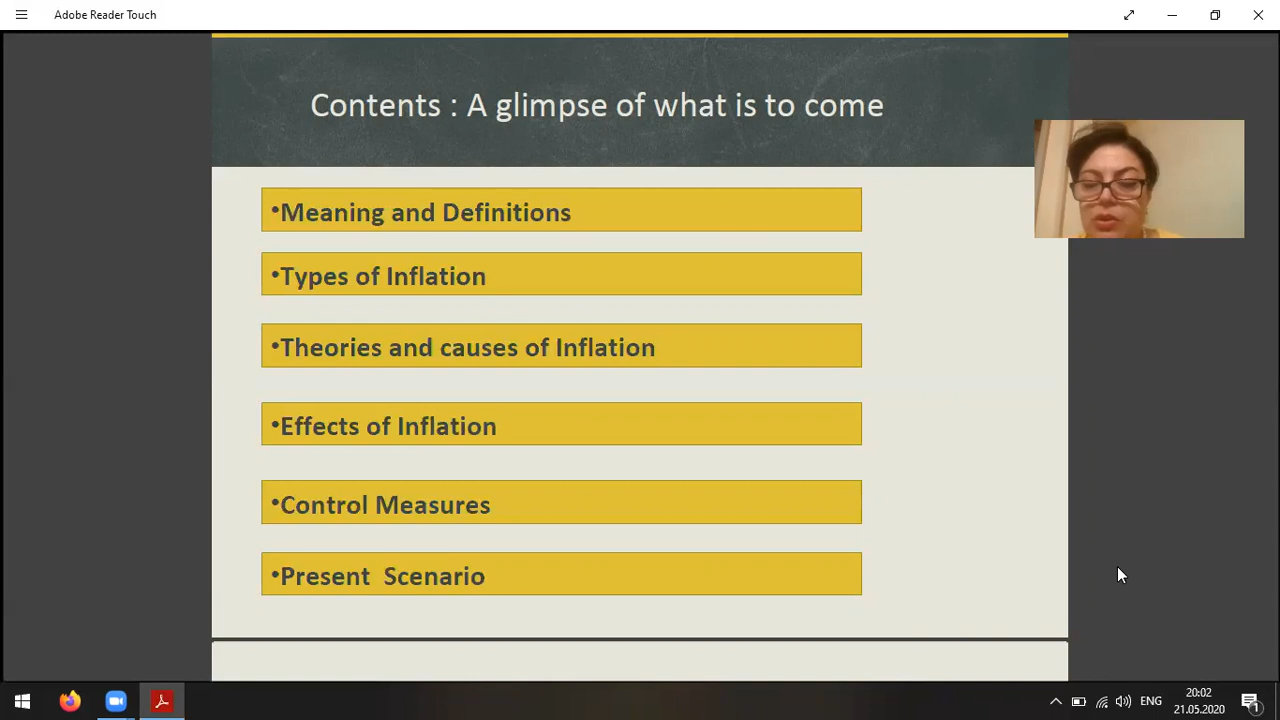 Adobe Reader Touch
Contents : A glimpse of what is to come
•Meaning and Definitions
•Types of Inflation
•Theories and causes of Inflation
•Effects of Inflation
•Control Measures
•Present  Scenario
ENG
20:02
21.05.2020
1